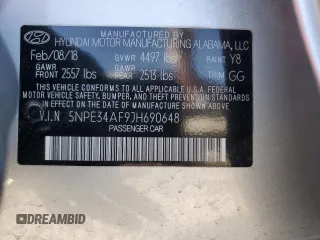 HYUNDAI MOTOR MANUFACTURING ALABAMA, LLC
Feb/08/18 GVWR 4497 lbs PAINT Y8
GAWR FRONT 2557 lbs GAWR REAR 2515 lbs TRIM GG
THIS VEHICLE CONFORMS TO ALL APPLICABLE U.S.A. FEDERAL
MOTOR VEHICLE SAFETY, BUMPER, AND THEFT PREVENTION
STANDARDS IN EFFECT ON THE DATE OF MANUFACTURE SHOWN ABOVE.
V.I.N 5NPE34AF9JH690648
PASSENGER CAR
DREAMBID